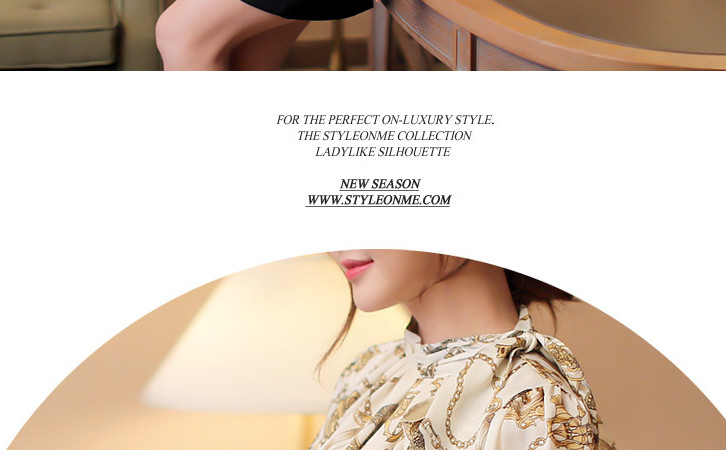 FOR THE PERFECT ON-LUXURY STYLE.
THE STYLEONME COLLECTION
LADYLIKE SILHOUETTE
NEW SEASON
WWW.STYLEONME.COM